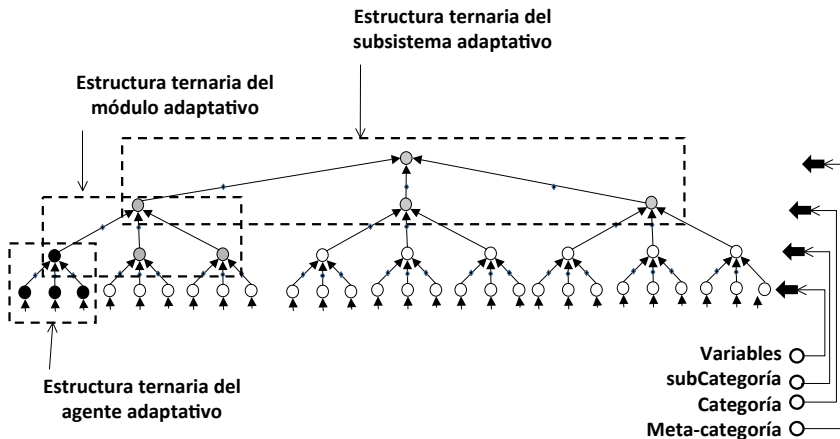 Estructura ternaria del
subsistema adaptativo
Estructura ternaria del
módulo adaptativo
Variables
subCategoría
Categoría
Meta-categoría
Estructura ternaria del
agente adaptativo